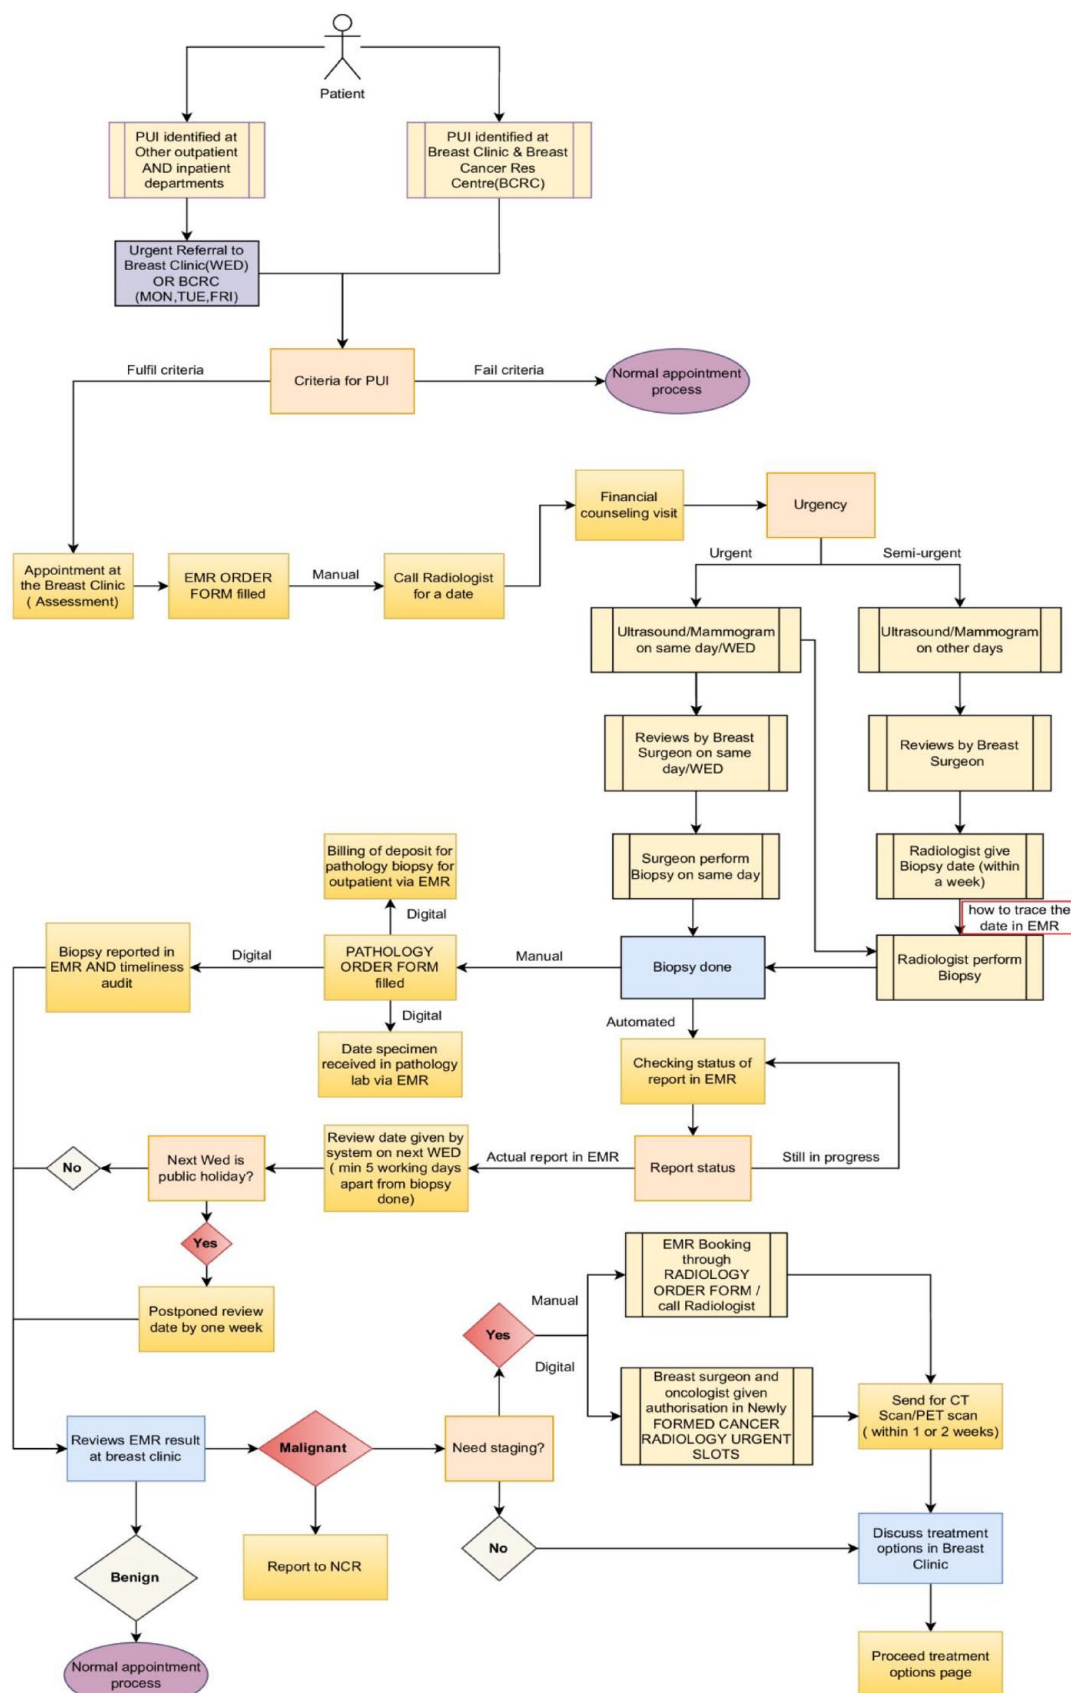 Patient
PUI identified at
Other outpatient
AND inpatient
departments
PUI identified at
Breast Clinic & Breast
Cancer Res
Centre(BCRC)
Urgent Referral to
Breast Clinic(WED)
OR BCRC
(MON,TUE,FRI)
Fulfil criteria
Criteria for PUI
Fail criteria
Normal appointment
process
Financial
counseling visit
Urgency
Urgent
Semi-urgent
Appointment at
the Breast Clinic
( Assessment)
EMR ORDER
FORM filled
Manual
Call Radiologist
for a date
Ultrasound/Mammogram
on same day/WED
Ultrasound/Mammogram
on other days
Reviews by Breast
Surgeon on same
day/WED
Reviews by Breast
Surgeon
Billing of deposit for
pathology biopsy for
outpatient via EMR
Surgeon perform
Biopsy on same day
Radiologist give
Biopsy date (within
a week)
how to trace the
date in EMR
Digital
Biopsy reported in
EMR AND timeliness
audit
Digital
PATHOLOGY
ORDER FORM
filled
Manual
Biopsy done
Radiologist perform
Biopsy
Digital
Automated
Date specimen
received in pathology
lab via EMR
Checking status of
report in EMR
No
Next Wed is
public holiday?
Review date given by
system on next WED
( min 5 working days
apart from biopsy
done)
Actual report in EMR
Report status
Still in progress
Yes
Postponed review
date by one week
EMR Booking
through
RADIOLOGY
ORDER FORM /
call Radiologist
Manual
Yes
Digital
Breast surgeon and
oncologist given
authorisation in Newly
FORMED CANCER
RADIOLOGY URGENT
SLOTS
Send for CT
Scan/PET scan
( within 1 or 2 weeks)
Reviews EMR result
at breast clinic
Malignant
Need staging?
No
Discuss treatment
options in Breast
Clinic
Benign
Report to NCR
Normal appointment
process
Proceed treatment
options page